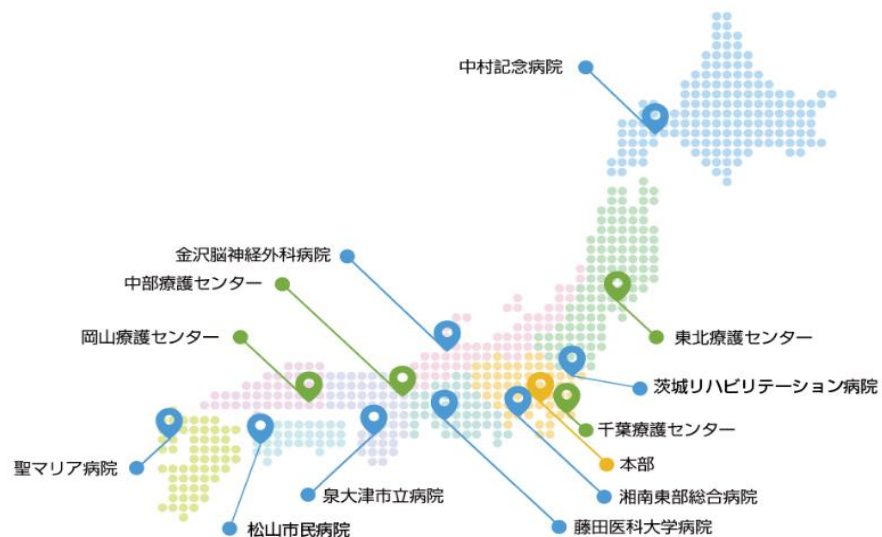 中村記念病院
金沢脳神経外科病院
中部療護センター
岡山療護センター
東北療護センター
茨城リハビリテーション病院
千葉療護センター
本部
聖マリア病院
泉大津市立病院
湘南東部総合病院
松山市民病院
藤田医科大学病院